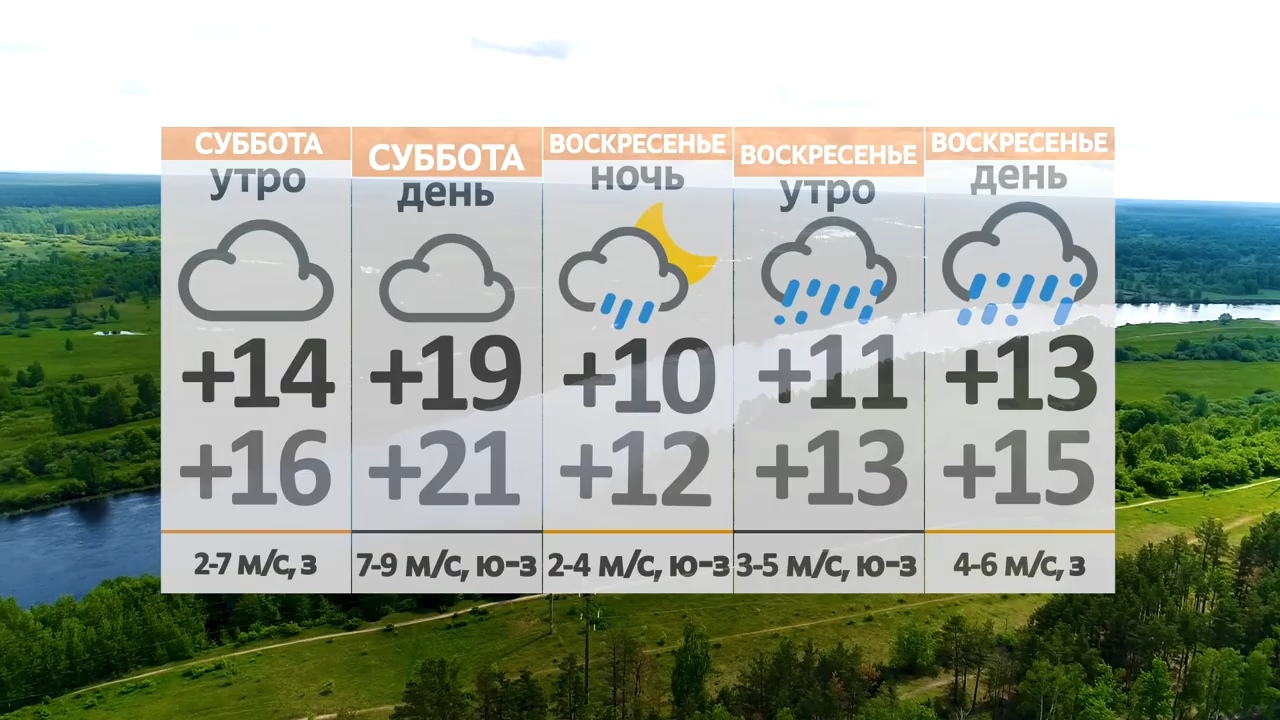 СУББОТА
утро
+14
+16
2-7 м/с, з
СУББОТА
день
+19
+21
7-9 м/с, ю-з
ВОСКРЕСЕНЬЕ
ночь
+10
+12
2-4 м/с, ю-з
ВОСКРЕСЕНЬЕ
утро
+11
+13
3-5 м/с, ю-з
ВОСКРЕСЕНЬЕ
день
+13
+15
4-6 м/с, з